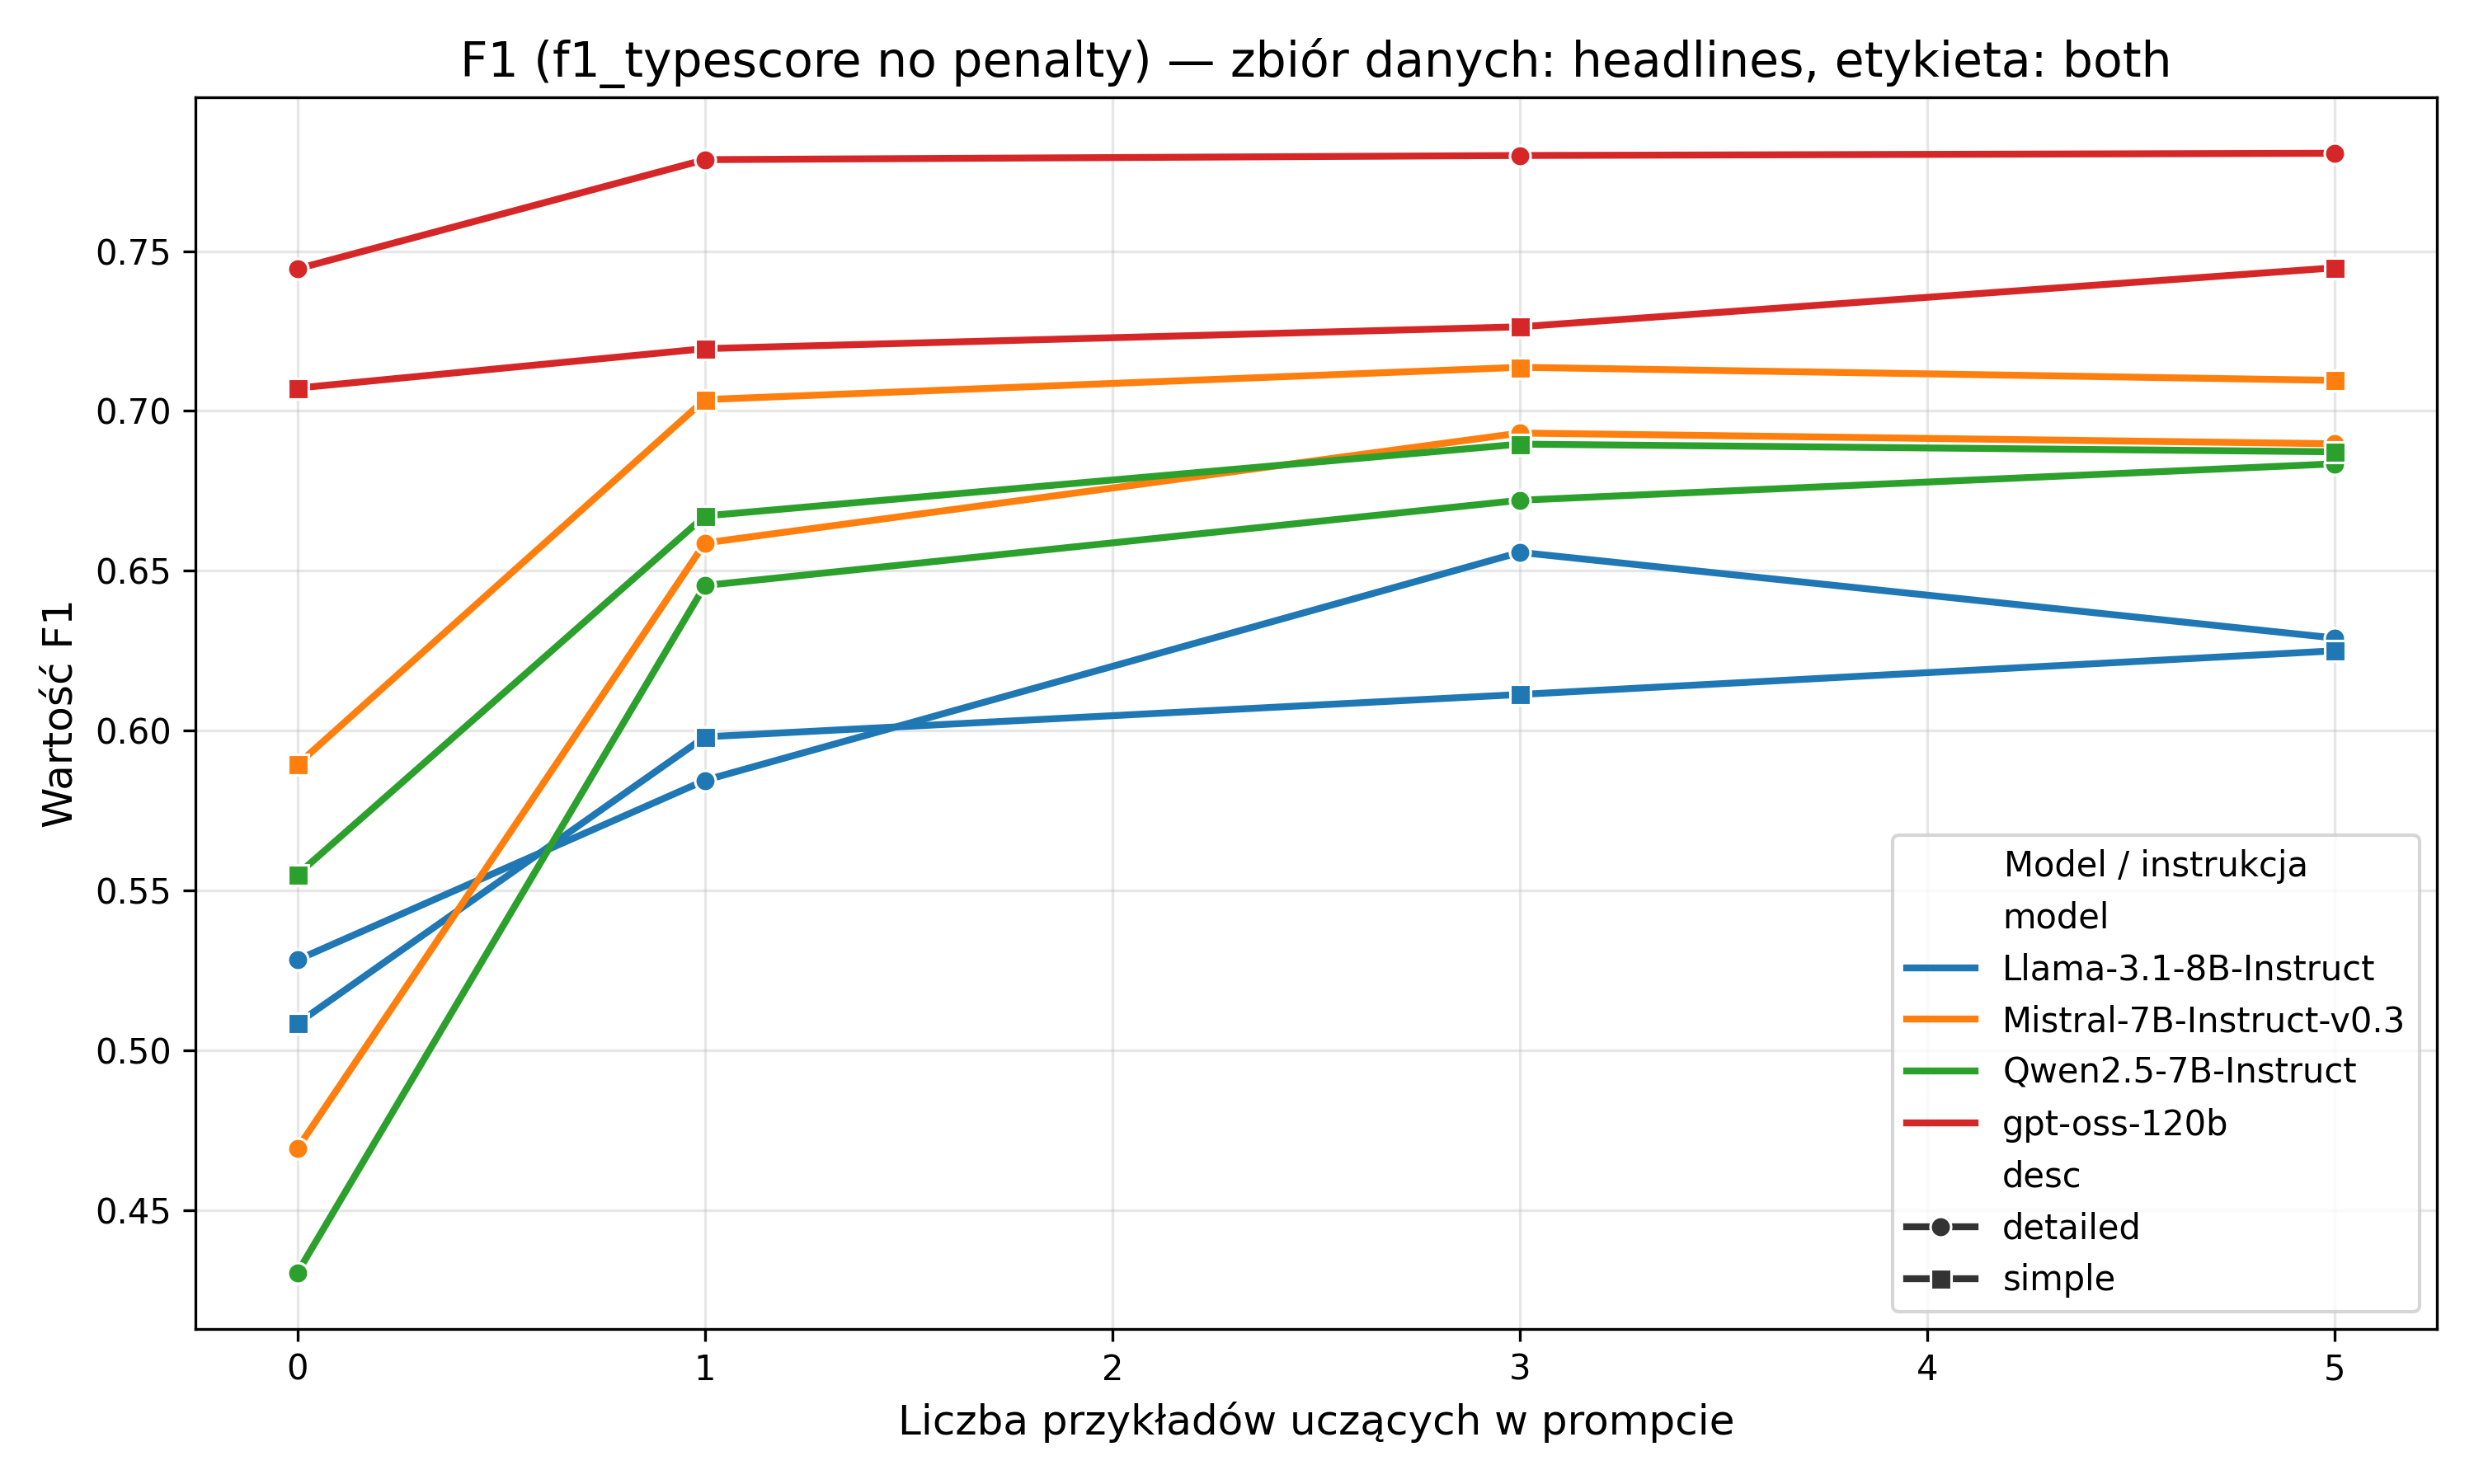 F1 (f1_typescore no penalty) — zbiór danych: headlines, etykieta: both
Wartość F1
0.75
0.70
0.65
0.60
0.55
0.50
0.45
0 1 2 3 4 5
Liczba przykładów uczących w prompcie
Model / instrukcja
model
Llama-3.1-8B-Instruct
Mistral-7B-Instruct-v0.3
Qwen2.5-7B-Instruct
gpt-oss-120b
desc
detailed
simple